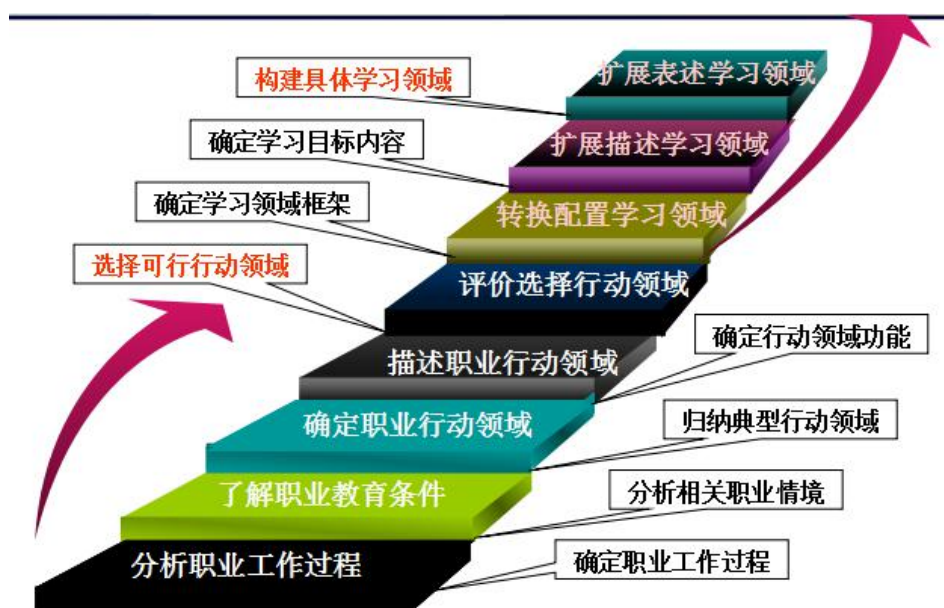 扩展表述学习领域
构建具体学习领域
扩展描述学习领域
确定学习目标内容
转换配置学习领域
确定学习领域框架
评价选择行动领域
选择可行行动领域
描述职业行动领域
确定行动领域功能
确定职业行动领域
归纳典型行动领域
了解职业教育条件
分析相关职业情境
分析职业工作过程
确定职业工作过程